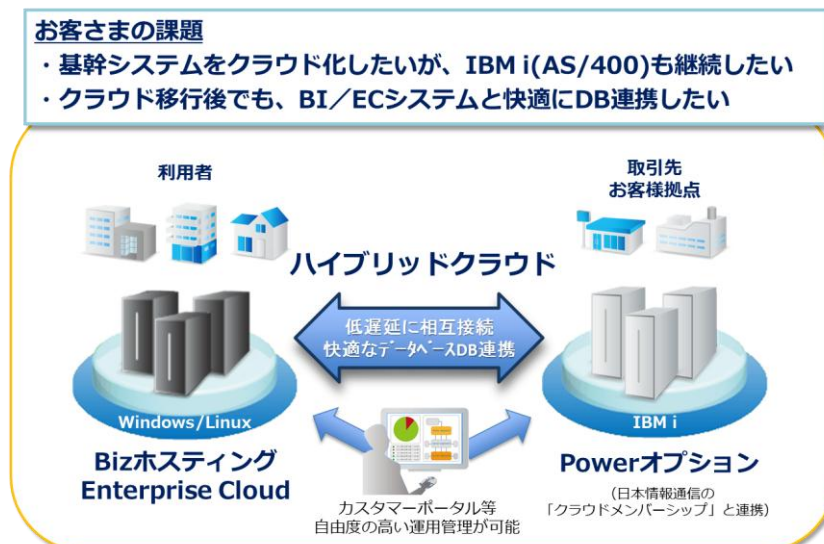 お客さまの課題
・基幹システムをクラウド化したいが、IBM i(AS/400)も継続したい
・クラウド移行後でも、BI／ECシステムと快適にDB連携したい
利用者
取引先
お客様拠点
ハイブリッドクラウド
低遅延に相互接続
快適なﾃﾞｰﾀﾍﾞｰｽDB連携
Windows/Linux
IBM i
Bizホスティング
Enterprise Cloud
Powerオプション
（日本情報通信の
「クラウドメンバーシップ」と連携）
カスタマーポータル等
自由度の高い運用管理が可能